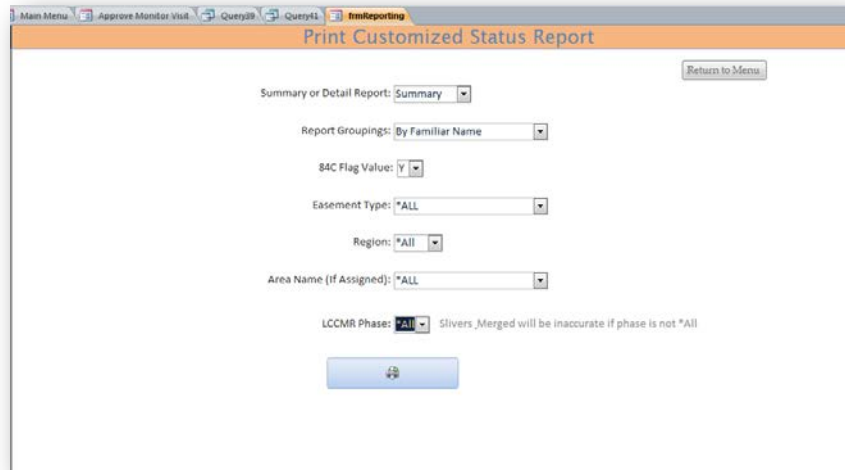 Main Menu Approve Monitor Visit Query39 Query41 frmReporting
Print Customized Status Report
Return to Menu
Summary or Detail Report: Summary
Report Groupings: By Familiar Name
84C Flag Value: Y
Easement Type: *ALL
Region: *All
Area Name (If Assigned): *ALL
LCCMR Phase: *All Slivers ,Merged will be inaccurate if phase is not *All